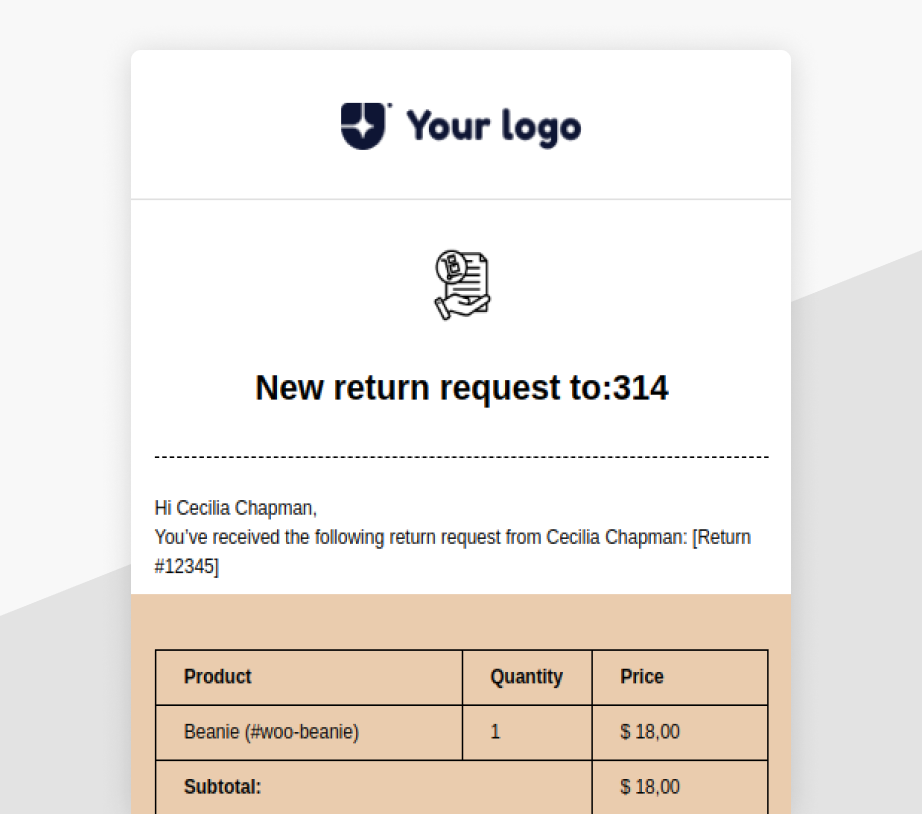 Your logo
New return request to:314
Hi Cecilia Chapman,
You’ve received the following return request from Cecilia Chapman: [Return
#12345]
Product Quantity Price
Beanie (#woo-beanie) 1 $ 18,00
Subtotal: $ 18,00